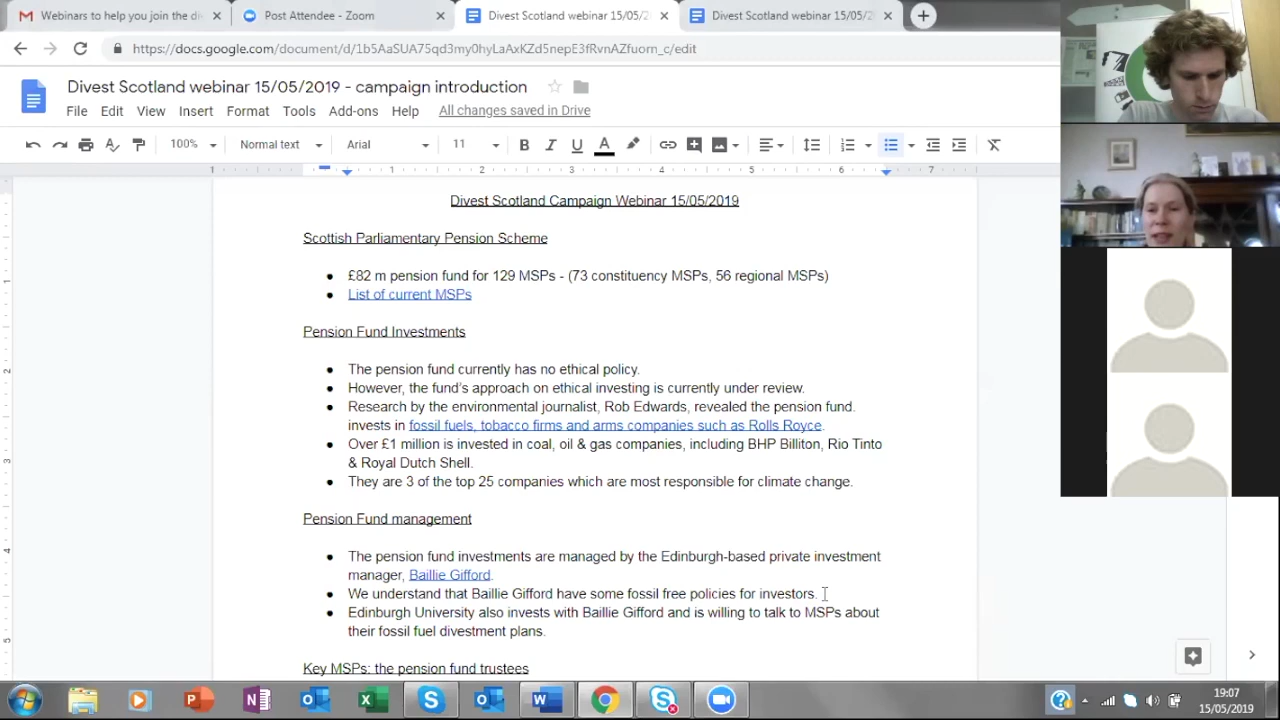 Webinars to help you join the di
Post Attendee - Zoom
Divest Scotland webinar 15/05/2
Divest Scotland webinar 15/05/2
https://docs.google.com/document/d/1b5AaSUA75qd3my0hyLaAxKZd5nepE3fRvnAZfuom_c/edit
Divest Scotland webinar 15/05/2019 - campaign introduction
File Edit View Insert Format Tools Add-ons Help All changes saved in Drive
100% Normal text Arial 11
1 1 2 3 4 5 6 7
Divest Scotland Campaign Webinar 15/05/2019
Scottish Parliamentary Pension Scheme
● £82 m pension fund for 129 MSPs - (73 constituency MSPs, 56 regional MSPs)
● List of current MSPs
Pension Fund Investments
● The pension fund currently has no ethical policy.
● However, the fund's approach on ethical investing is currently under review.
● Research by the environmental journalist, Rob Edwards, revealed the pension fund.
invests in fossil fuels, tobacco firms and arms companies such as Rolls Royce.
● Over £1 million is invested in coal, oil & gas companies, including BHP Billiton, Rio Tinto
& Royal Dutch Shell.
● They are 3 of the top 25 companies which are most responsible for climate change.
Pension Fund management
● The pension fund investments are managed by the Edinburgh-based private investment
manager, Baillie Gifford.
● We understand that Baillie Gifford have some fossil free policies for investors.
● Edinburgh University also invests with Baillie Gifford and is willing to talk to MSPs about
their fossil fuel divestment plans.
Key MSPs: the pension fund trustees
19:07
15/05/2019